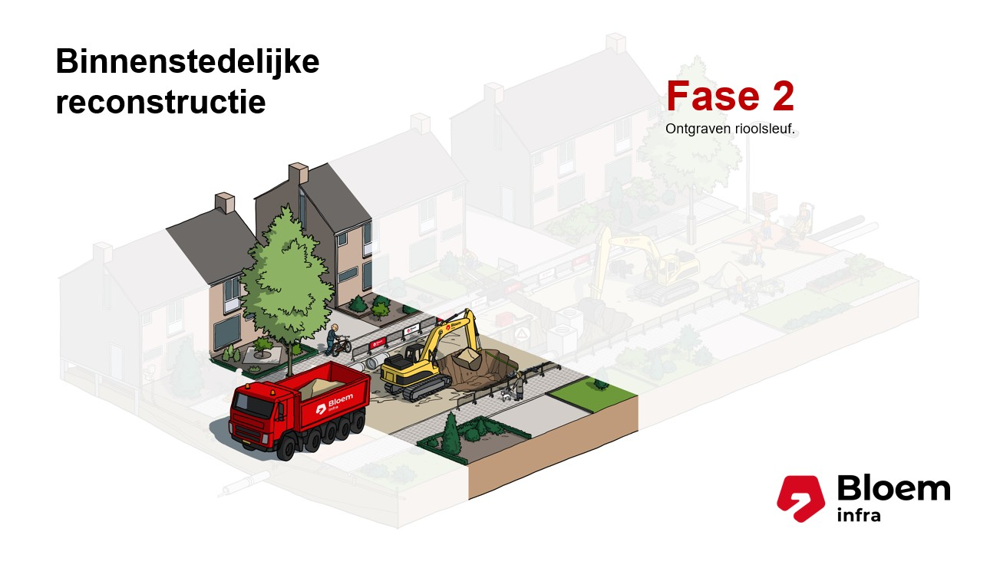 Binnenstedelijke
reconstructie
Fase 2
Ontgraven rioolsleuf.
Bloem
infra
Bloem
infra